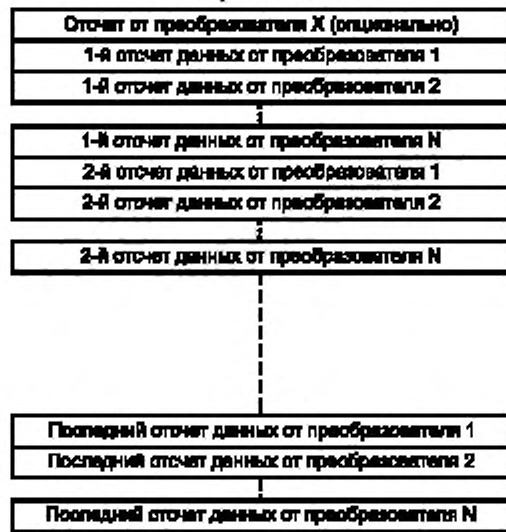 Отсчет от преобразователя X (опционально)
1-й отсчет данных от преобразователя 1
1-й отсчет данных от преобразователя 2
1-й отсчет данных от преобразователя N
2-й отсчет данных от преобразователя 1
2-й отсчет данных от преобразователя 2
2-й отсчет данных от преобразователя N
Последний отсчет данных от преобразователя 1
Последний отсчет данных от преобразователя 2
Последний отсчет данных от преобразователя N